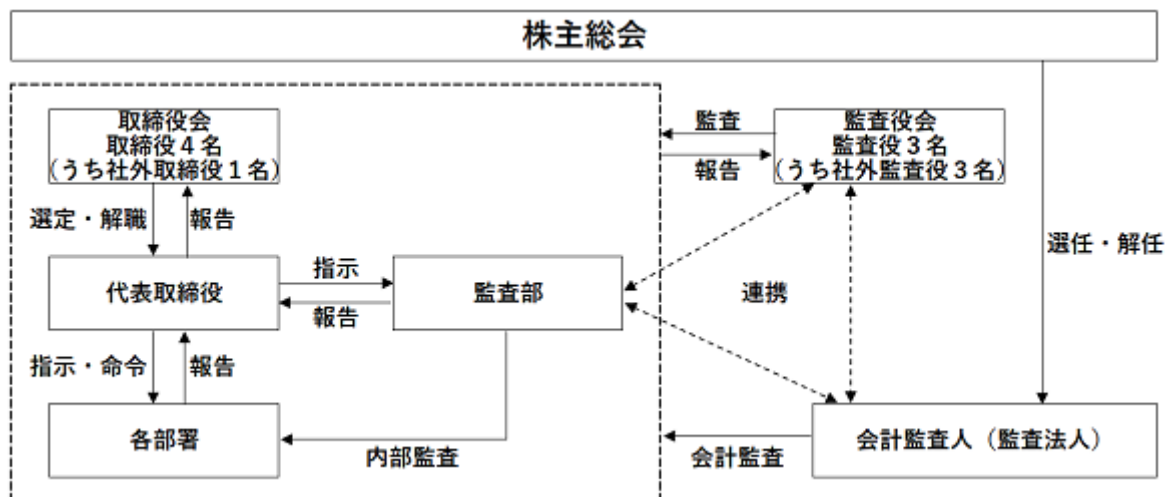 株主総会
取締役会
取締役４名
（うち社外取締役１名）
監査
報告
監査役会
監査役３名
（うち社外監査役３名）
選定・解職
報告
選任・解任
代表取締役
指示
報告
監査部
連携
指示・命令
報告
各部署
内部監査
会計監査
会計監査人（監査法人）